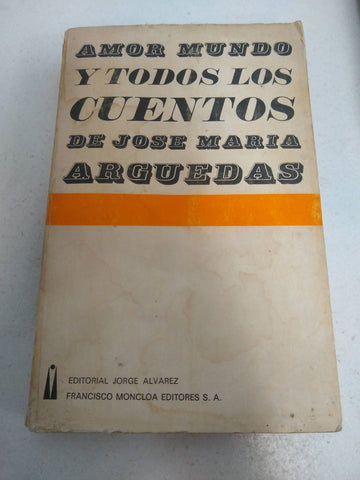 AMOR MUNDO
Y TODOS LOS
CUENTOS
DE JOSE MARIA
ARGUEDAS
EDITORIAL JORGE ALVAREZ
FRANCISCO MONCLOA EDITORES S. A.